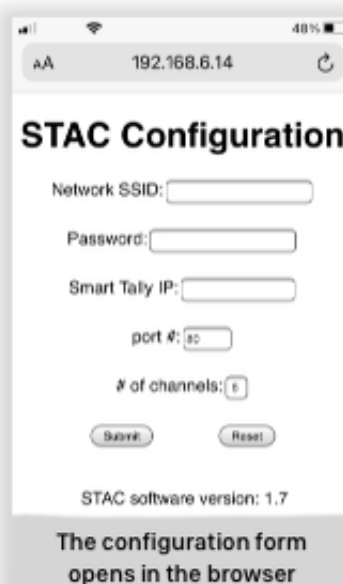 48%
AA 192.168.6.14
STAC Configuration
Network SSID:
Password:
Smart Tally IP:
port #: 80
# of channels: 6
Submit Reset
STAC software version: 1.7
The configuration form
opens in the browser